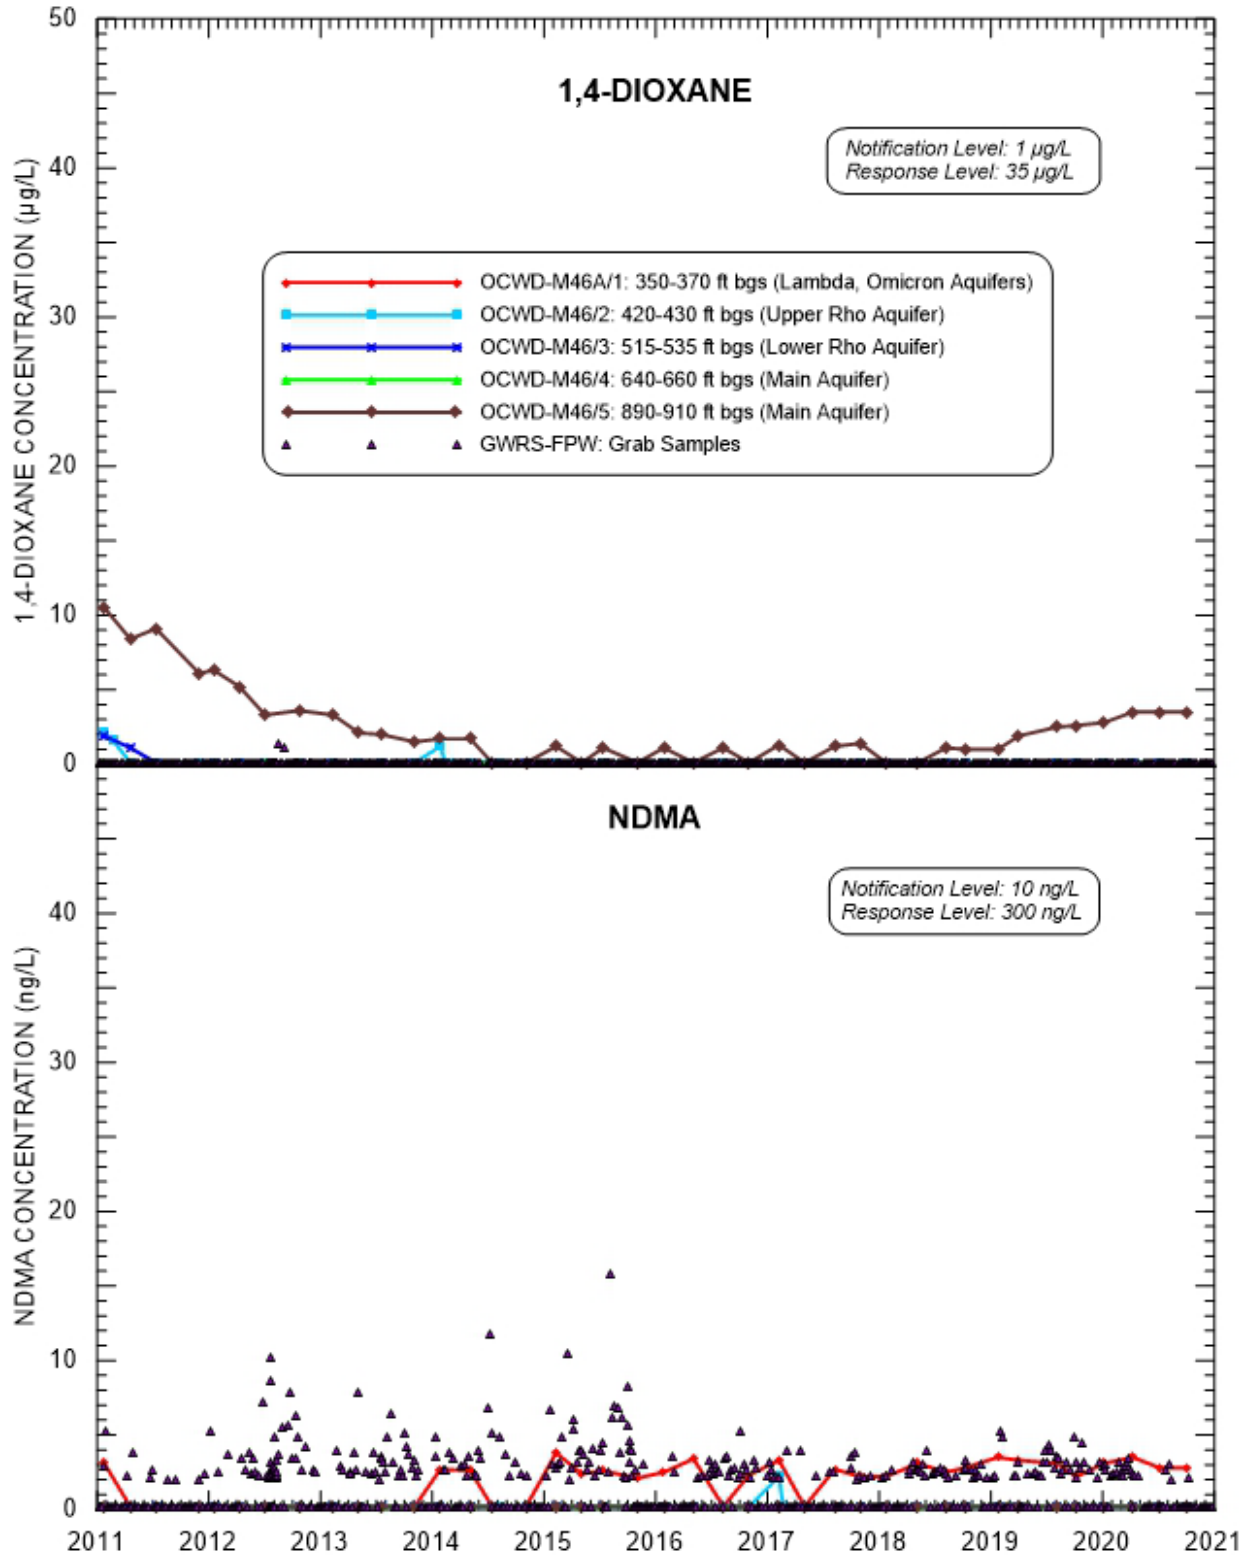 50
40
30
20
10
0
1,4-DIOXANE CONCENTRATION (µg/L)
1,4-DIOXANE
Notification Level: 1 µg/L
Response Level: 35 µg/L
OCWD-M46A/1: 350-370 ft bgs (Lambda, Omicron Aquifers)
OCWD-M46/2: 420-430 ft bgs (Upper Rho Aquifer)
OCWD-M46/3: 515-535 ft bgs (Lower Rho Aquifer)
OCWD-M46/4: 640-660 ft bgs (Main Aquifer)
OCWD-M46/5: 890-910 ft bgs (Main Aquifer)
GWRS-FPW: Grab Samples
NDMA
Notification Level: 10 ng/L
Response Level: 300 ng/L
40
30
20
10
0
NDMA CONCENTRATION (ng/L)
2011 2012 2013 2014 2015 2016 2017 2018 2019 2020 2021